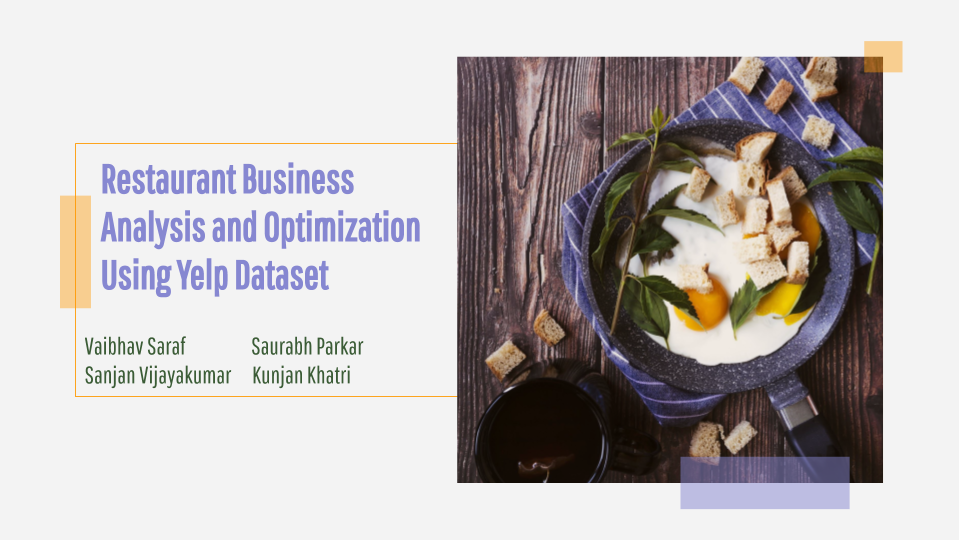 Restaurant Business
Analysis and Optimization
Using Yelp Dataset
Vaibhav Saraf Saurabh Parkar
Sanjan Vijayakumar Kunjan Khatri